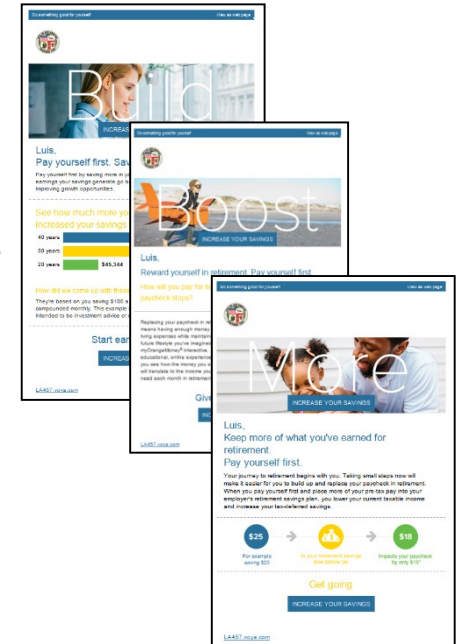 Do something good for yourself View as web page
Build
INCREAS
Luis,
Pay yourself first. Sav
Pay yourself first by saving more in yo
earnings your savings generate go b
improving growth opportunities.
See how much more yo
increased your savings
40 years
30 years
20 years $45,344
How did we come up with these
They're based on you saving $100 a
compounded monthly. This example
intended to be investment advice or
Start ear
INCREAS
LA457.voya.com
Do something good for yourself View as web page
Boost
INCREASE YOUR SAVINGS
Luis,
Reward yourself in retirement. Pay yourself first.
How will you pay for
paycheck stops?
Replacing your paycheck in re
means having enough money
living expenses while maintain
future lifestyle you've imagined
myOrangeMoney® interactive,
educational, online experience
you see how the money you s
will translate to the income you
need each month in retirement
Give
INC
LA457.voya.com
Do something good for yourself View as web page
More
INCREASE YOUR SAVINGS
Luis,
Keep more of what you've earned for
retirement.
Pay yourself first.
Your journey to retirement begins with you. Taking small steps now will
make it easier for you to build up and replace your paycheck in retirement.
When you pay yourself first and place more of your pre-tax pay into your
employer's retirement savings plan, you lower your current taxable income
and increase your tax-deferred savings.
$25 $18
For example In your retirement savings Impacts your paycheck
saving $25 plan before tax by only $18*
Get going
INCREASE YOUR SAVINGS
LA457.voya.com